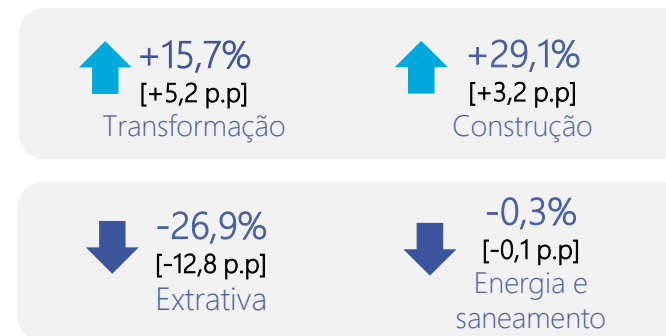 +15,7%
[+5,2 p.p]
Transformação
+29,1%
[+3,2 p.p]
Construção
-26,9%
[-12,8 p.p]
Extrativa
-0,3%
[-0,1 p.p]
Energia e
saneamento